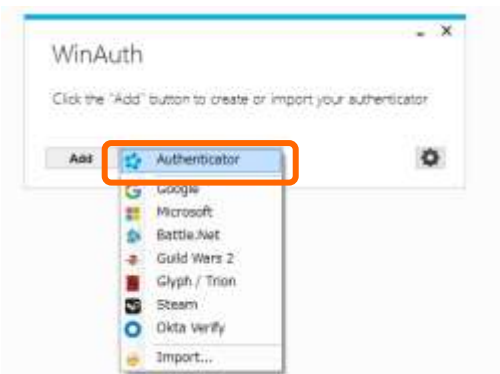 WinAuth
Click the "Add" button to create or import your authenticator
Add
Authenticator
Google
Microsoft
Battle.Net
Guild Wars 2
Glyph / Trion
Steam
Okta Verify
Import...